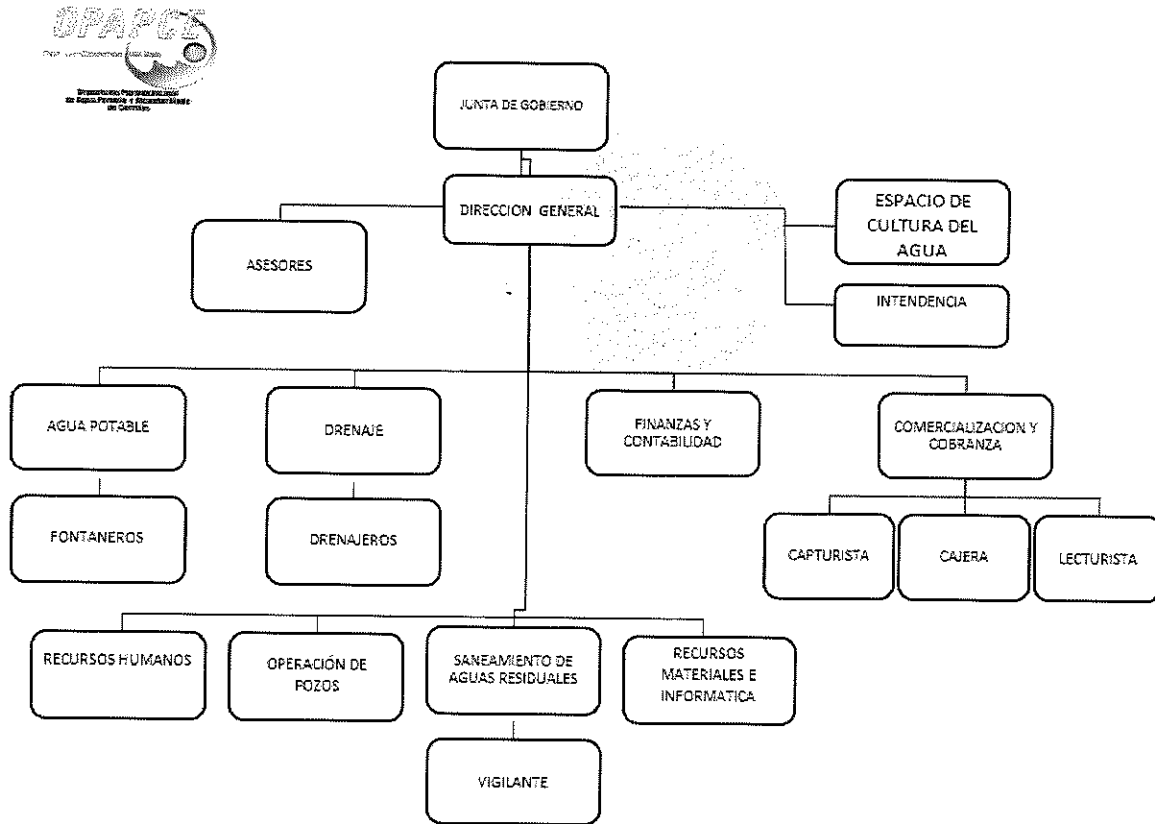 OPAPCE
JUNTA DE GOBIERNO
DIRECCION GENERAL
ESPACIO DE
CULTURA DEL
AGUA
ASESORES
INTENDENCIA
AGUA POTABLE
DRENAJE
FINANZAS Y
CONTABILIDAD
COMERCIALIZACION Y
COBRANZA
FONTANEROS
DRENAJEROS
CAPTURISTA
CAJERA
LECTURISTA
RECURSOS HUMANOS
OPERACIÓN DE
POZOS
SANEAMIENTO DE
AGUAS RESIDUALES
RECURSOS
MATERIALES E
INFORMATICA
VIGILANTE